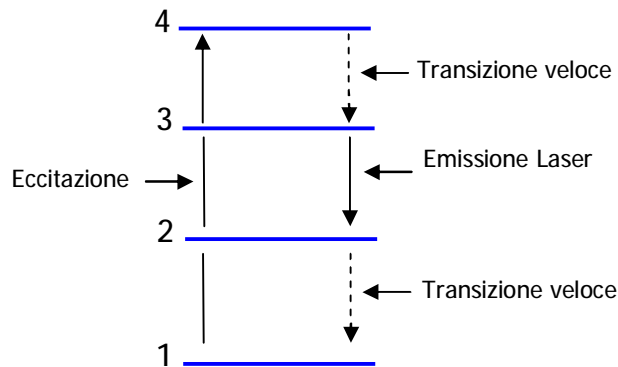 4
Transizione veloce
3
Emissione Laser
Eccitazione
2
Transizione veloce
1